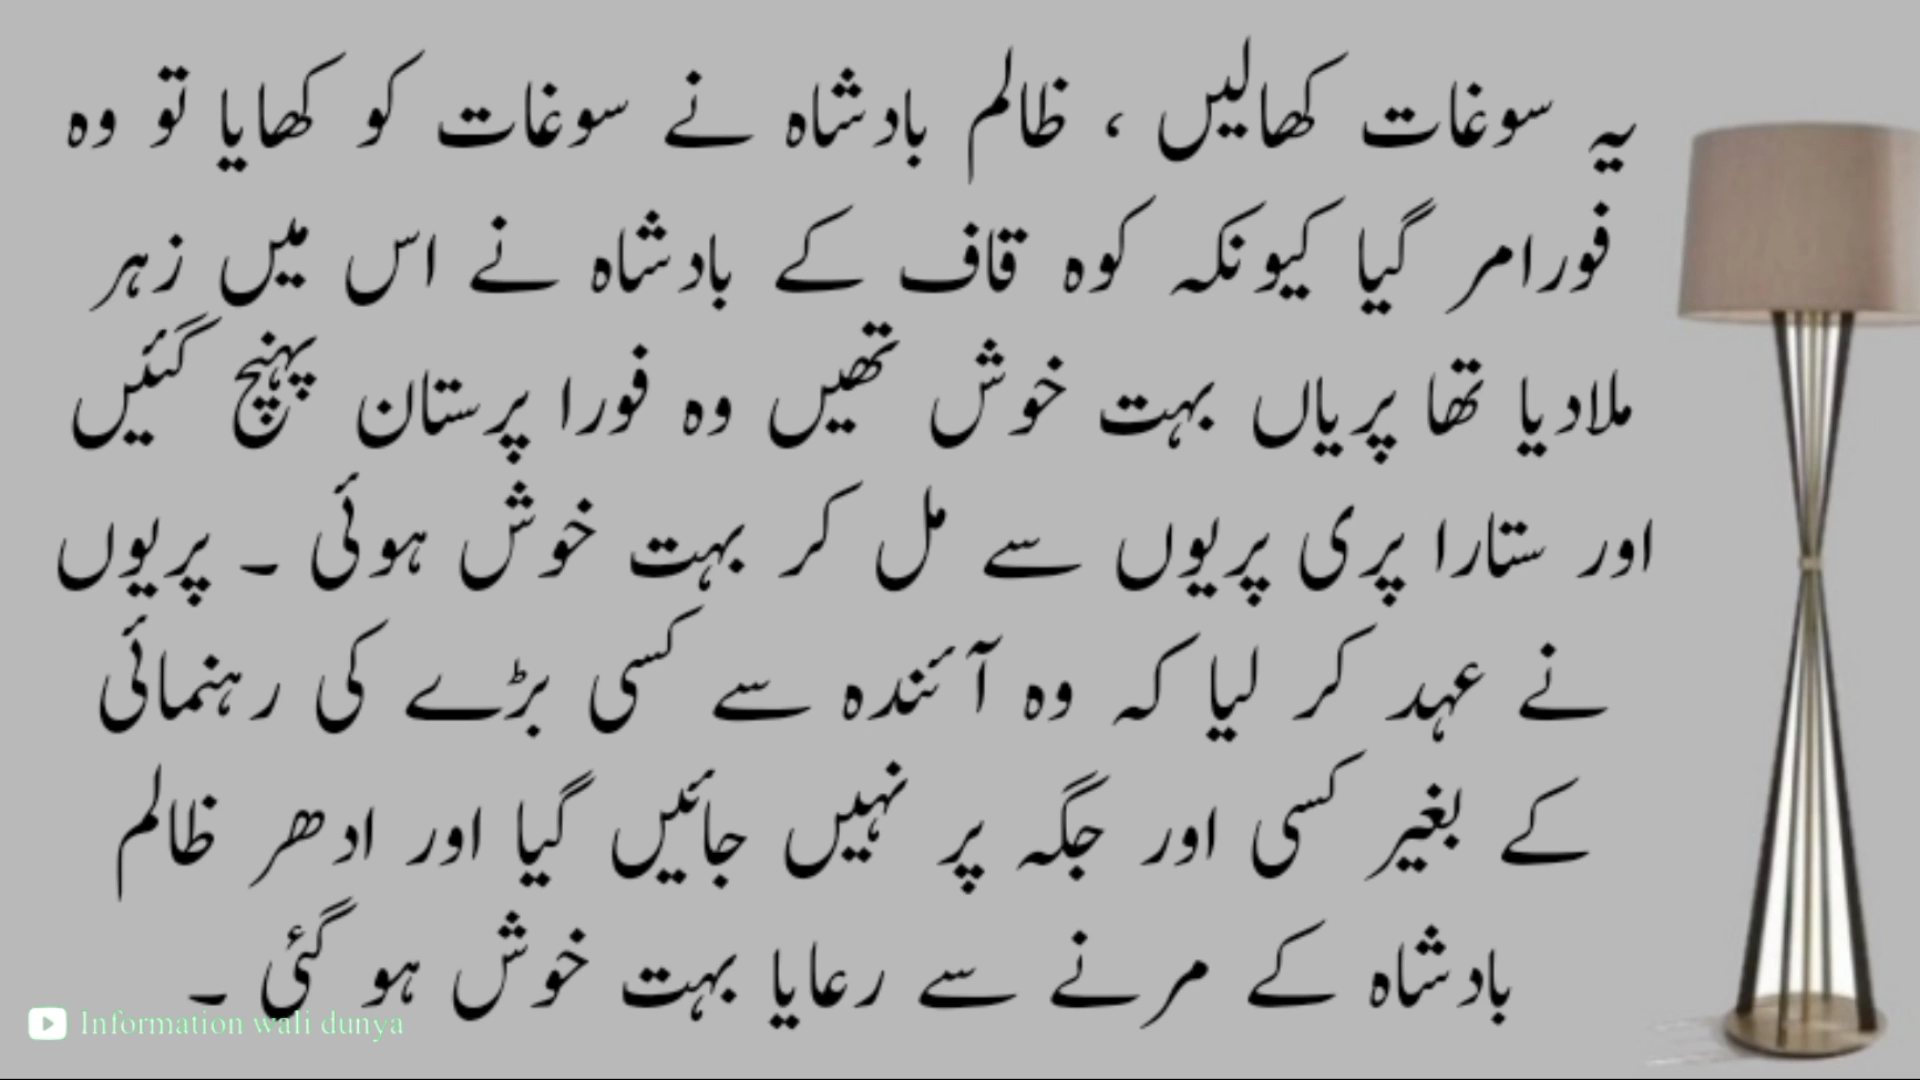 یہ سوغات کھالیں ، ظالم بادشاہ نے سوغات کو کھایا تو وہ
فورامر گیا کیونکہ کوہ قاف کے بادشاہ نے اس میں زہر
ملادیا تھا پریاں بہت خوش تھیں وہ فورا پرستان پہنچ گئیں
اور ستارا پری پریوں سے مل کر بہت خوش ہوئی ۔ پریوں
نے عہد کر لیا کہ وہ آئندہ سے کسی بڑے کی رہنمائی
کے بغیر کسی اور جگہ پر نہیں جائیں گیا اور ادھر ظالم
بادشاہ کے مرنے سے رعایا بہت خوش ہو گئی ۔
Information wali dunya